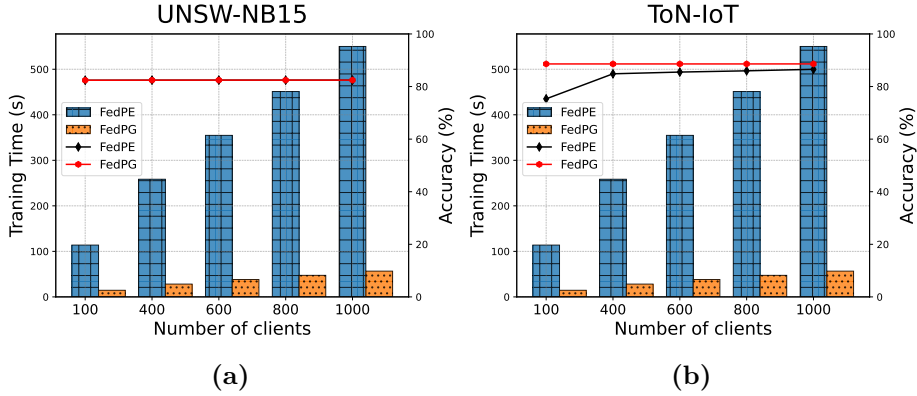 UNSW-NB15
Traning Time (s)
500
400
300
200
100
0
FedPE
FedPG
FedPE
FedPG
100
80
60
40
20
0
Accuracy (%)
100 400 600 800 1000
Number of clients
(a)
ToN-IoT
Traning Time (s)
500
400
300
200
100
0
FedPE
FedPG
FedPE
FedPG
100
80
60
40
20
0
Accuracy (%)
100 400 600 800 1000
Number of clients
(b)